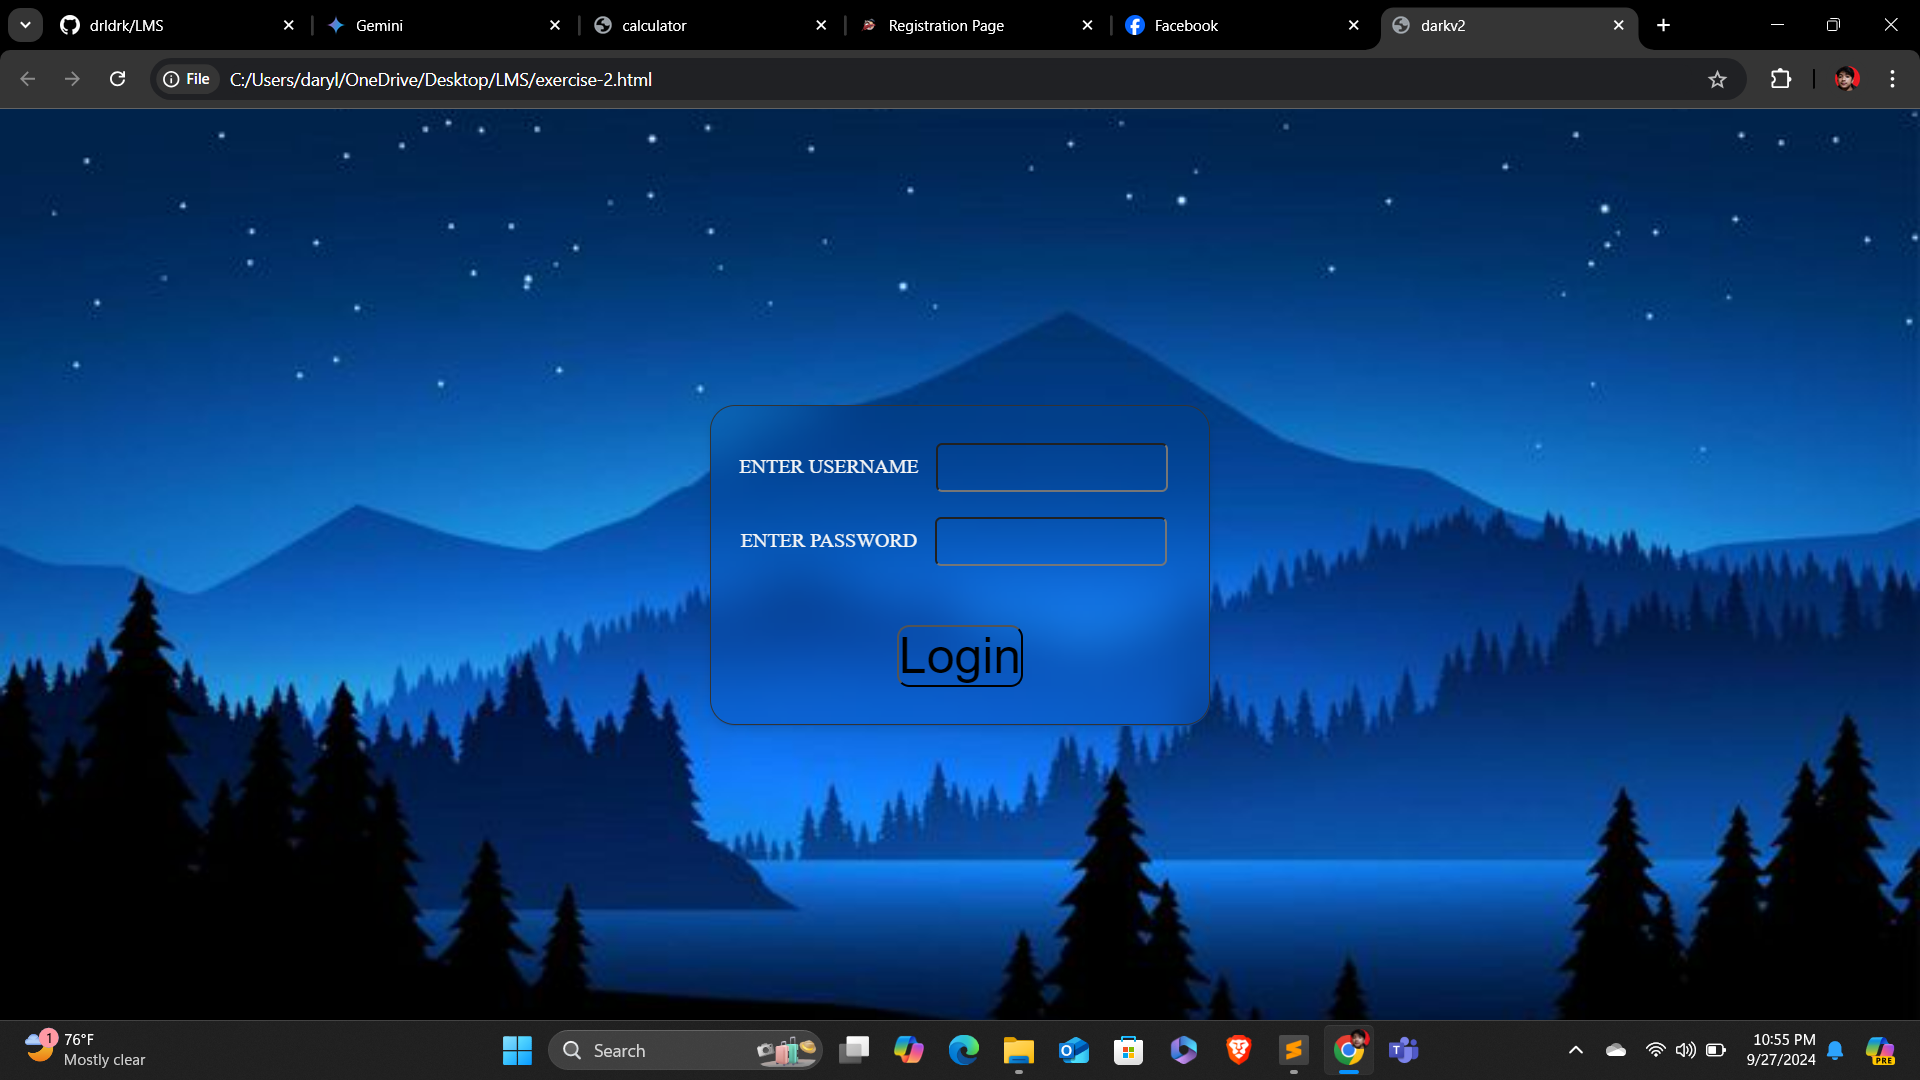 drldrk/LMS
Gemini
calculator
Registration Page
Facebook
darkv2
File
C:/Users/daryl/OneDrive/Desktop/LMS/exercise-2.html
ENTER USERNAME
ENTER PASSWORD
Login
1
76°F
Mostly clear
Search
10:55 PM
9/27/2024
PRE